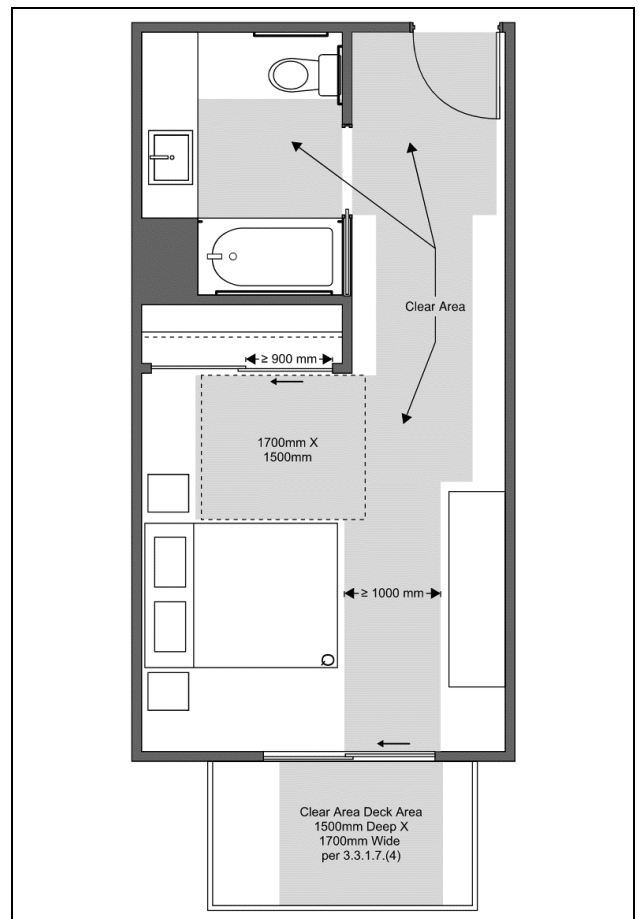 Clear Area
≥ 900 mm
1700mm X
1500mm
≥ 1000 mm
Q
Clear Area Deck Area
1500mm Deep X
1700mm Wide
per 3.3.1.7.(4)